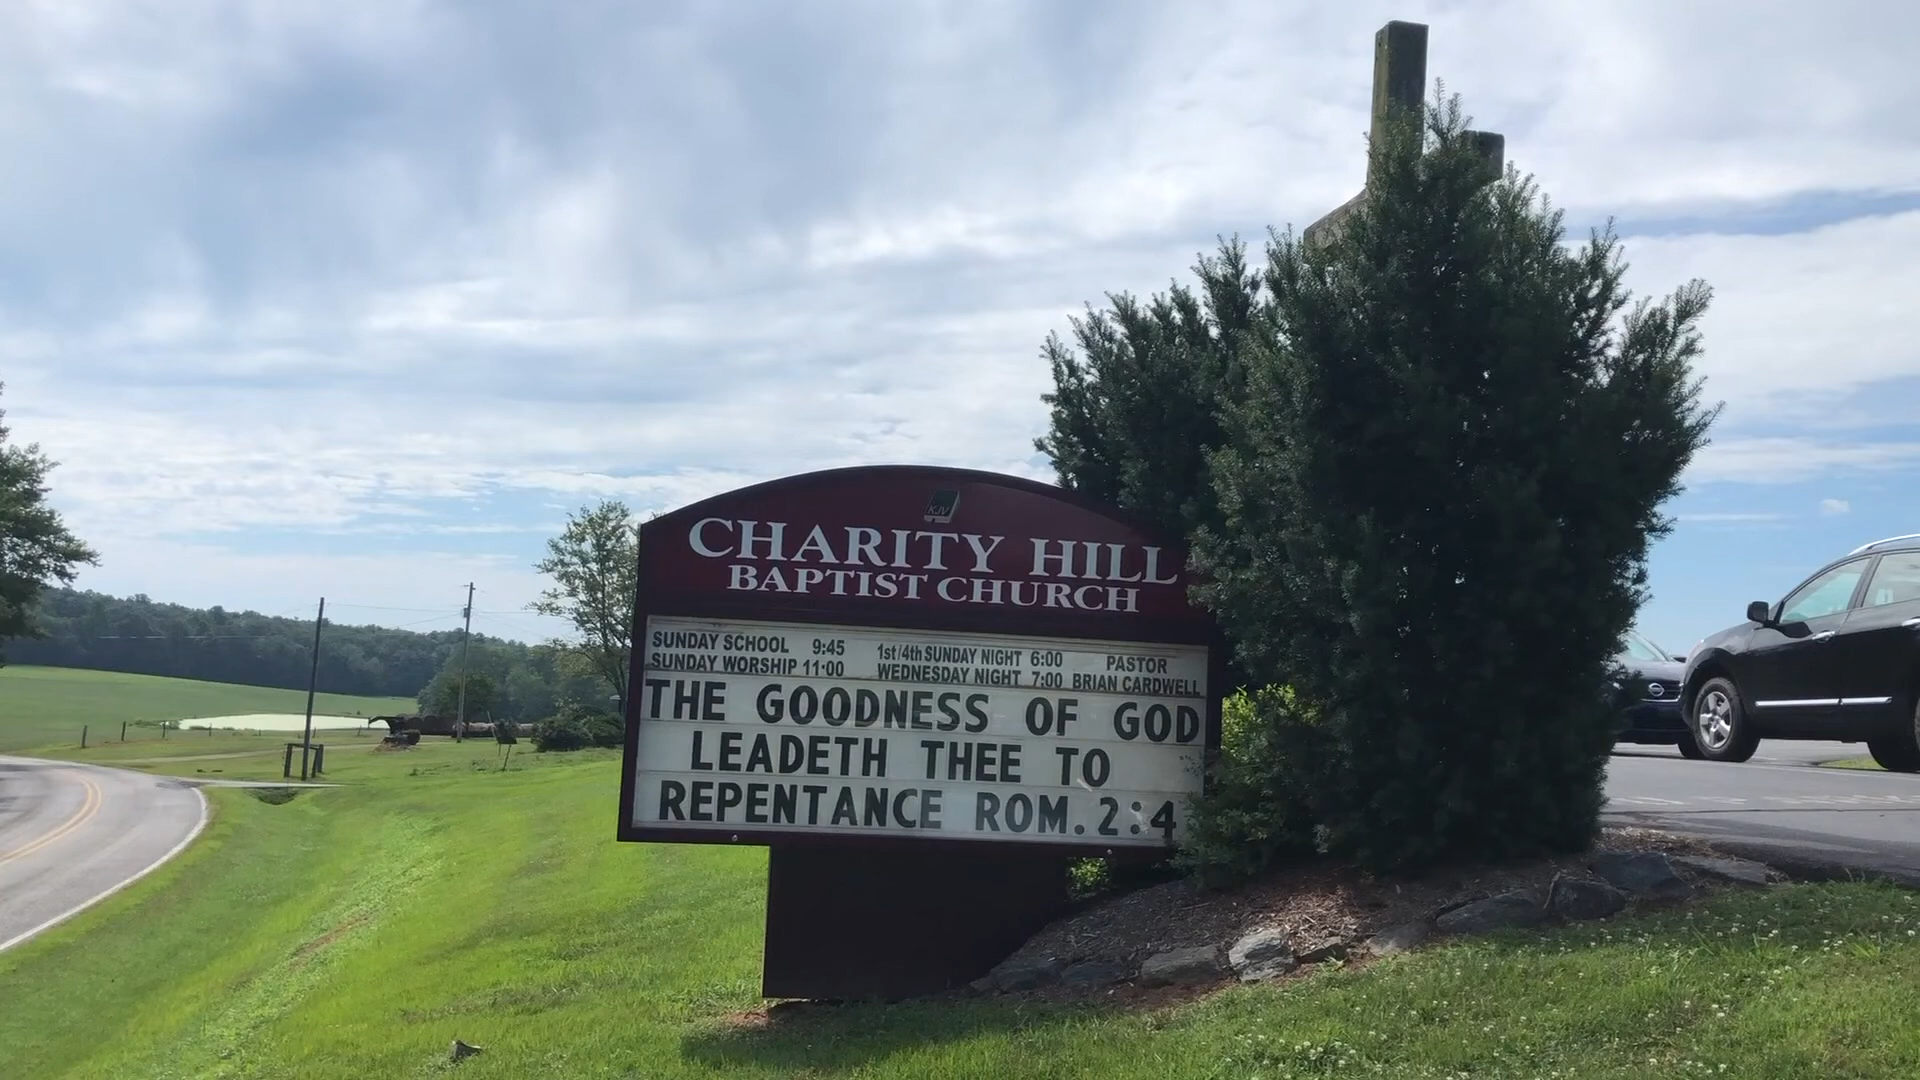 KJV
CHARITY HILL
BAPTIST CHURCH
SUNDAY SCHOOL 9:45 1st/4th SUNDAY NIGHT 6:00 PASTOR
SUNDAY WORSHIP 11:00 WEDNESDAY NIGHT 7:00 BRIAN CARDWELL
THE GOODNESS OF GOD
LEADETH THEE TO
REPENTANCE ROM.2:4